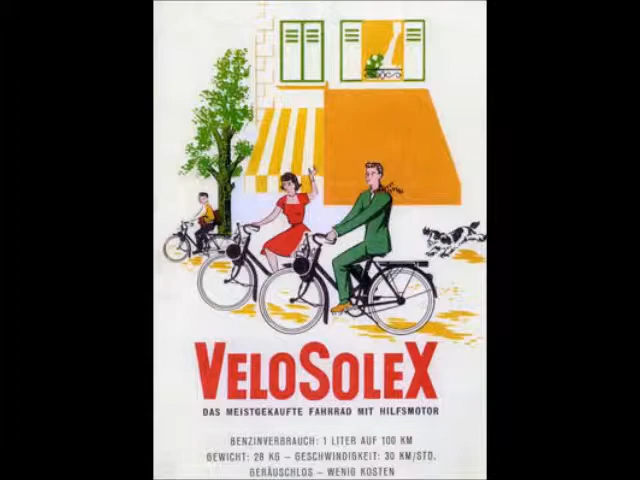 VELOSOLEX
DAS MEISTGEKAUFTE FAHRRAD MIT HILFSMOTOR
BENZINVERBRAUCH: 1 LITER AUF 100 KM
GEWICHT: 28 KG – GESCHWINDIGKEIT: 30 KM/STD.
GERÄUSCHLOS – WENIG KOSTEN